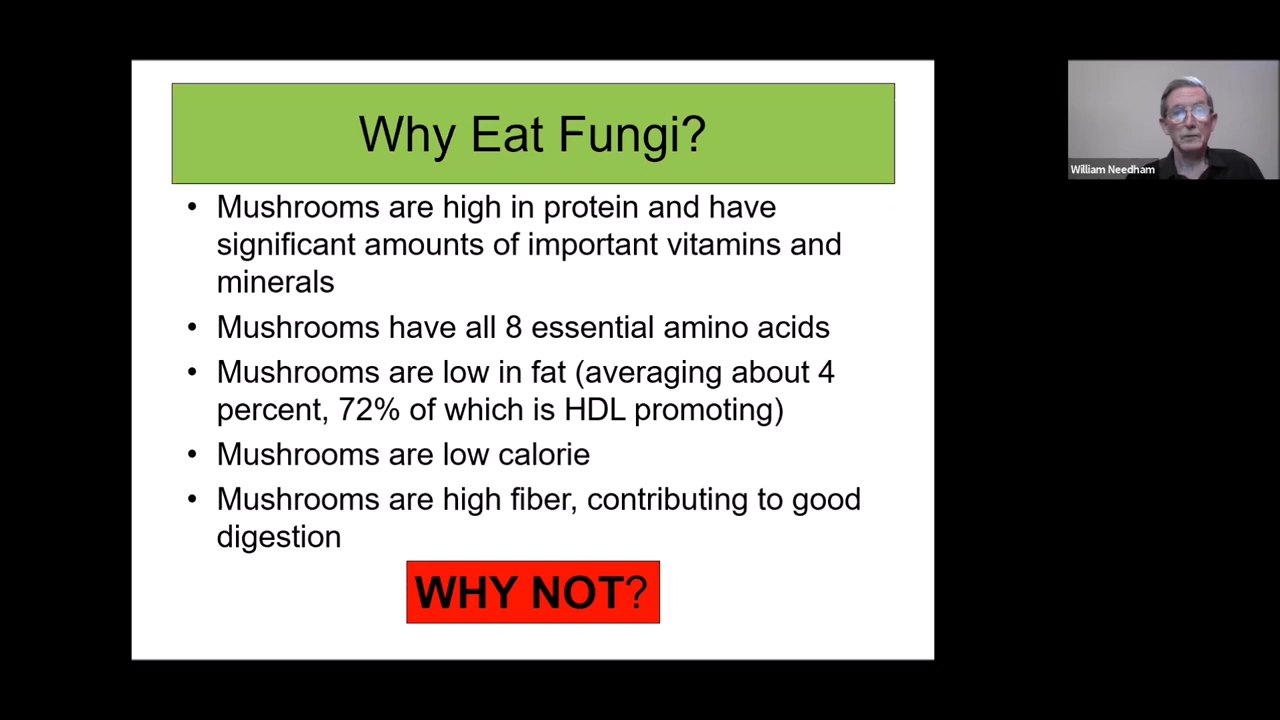 Why Eat Fungi?
• Mushrooms are high in protein and have
significant amounts of important vitamins and
minerals
• Mushrooms have all 8 essential amino acids
• Mushrooms are low in fat (averaging about 4
percent, 72% of which is HDL promoting)
• Mushrooms are low calorie
• Mushrooms are high fiber, contributing to good
digestion
WHY NOT?
William Needham